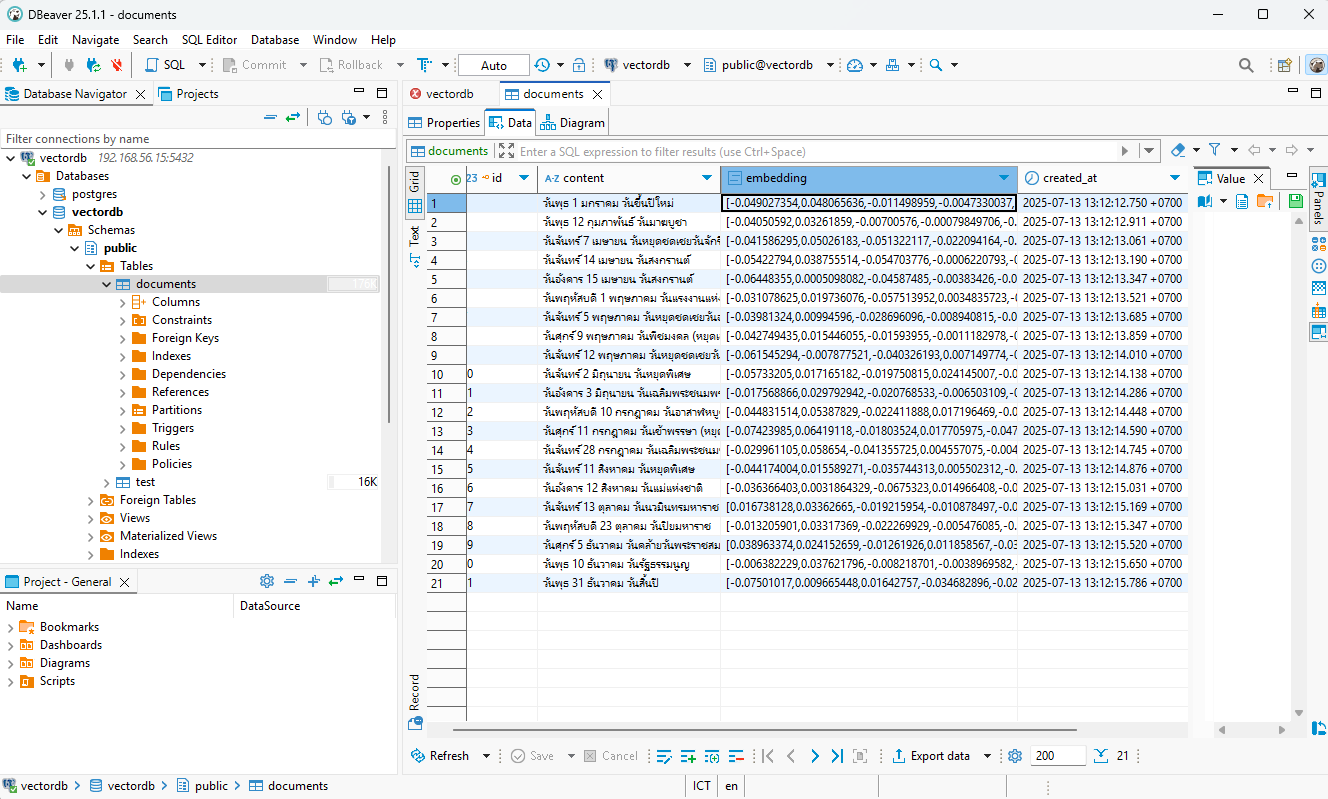 DBeaver 25.1.1 - documents
File Edit Navigate Search SQL Editor Database Window Help
SQL Commit Rollback Auto vectordb public@vectordb
Database Navigator Projects
Filter connections by name
vectordb 192.168.56.15:5432
Databases
postgres
vectordb
Schemas
public
Tables
documents 176K
Columns
Constraints
Foreign Keys
Indexes
Dependencies
References
Partitions
Triggers
Rules
Policies
test 16K
Foreign Tables
Views
Materialized Views
Indexes
Project - General
Name DataSource
Bookmarks
Dashboards
Diagrams
Scripts
vectordb documents
Properties Data Diagram
documents Enter a SQL expression to filter results (use Ctrl+Space)
Grid
Text
Record
23 id A-Z content embedding created_at
1 วันพุธ 1 มกราคม วันขึ้นปีใหม่ [-0.049027354,0.048065636,-0.011498959,-0.0047330037, 2025-07-13 13:12:12.750 +0700
2 วันพุธ 12 กุมภาพันธ์ วันมาฆบูชา [-0.04050592,0.03261859,-0.00700576,-0.00079849706,-0 2025-07-13 13:12:12.911 +0700
3 วันจันทร์ 7 เมษายน วันหยุดชดเชยวันจักรี [-0.041586295,0.05026183,-0.051322117,-0.022094164,-0 2025-07-13 13:12:13.061 +0700
4 วันจันทร์ 14 เมษายน วันสงกรานต์ [-0.05422794,0.038755514,-0.054703776,-0.0006220793,-0 2025-07-13 13:12:13.190 +0700
5 วันอังคาร 15 เมษายน วันสงกรานต์ [-0.06448355,0.0005098082,-0.04587485,-0.00383426,-0.0 2025-07-13 13:12:13.347 +0700
6 วันพฤหัสบดี 1 พฤษภาคม วันแรงงานแห่ง [-0.031078625,0.019736076,-0.057513959,0.0034835723,-0 2025-07-13 13:12:13.521 +0700
7 วันจันทร์ 5 พฤษภาคม วันหยุดชดเชยวัน [-0.03981324,0.00994596,-0.028696096,-0.008940815,-0.0 2025-07-13 13:12:13.685 +0700
8 วันศุกร์ 9 พฤษภาคม วันพืชมงคล (หยุด [-0.042749435,0.015446055,-0.01593955,-0.0011182978,-0 2025-07-13 13:12:13.859 +0700
9 วันจันทร์ 12 พฤษภาคม วันหยุดชดเชยวัน [-0.061545294,-0.007877521,-0.040326193,0.007149774,-0 2025-07-13 13:12:14.010 +0700
10 0 วันจันทร์ 2 มิถุนายน วันหยุดพิเศษ [-0.05733205,0.017165182,-0.019750815,0.024145007,-0.0 2025-07-13 13:12:14.138 +0700
11 1 วันอังคาร 3 มิถุนายน วันเฉลิมพระชนมพร [-0.017568866,0.029792942,-0.020768533,-0.006503109,-0 2025-07-13 13:12:14.286 +0700
12 2 วันพฤหัสบดี 10 กรกฎาคม วันอาสาฬหบู [-0.044831514,0.05387829,-0.022411888,0.017196469,-0.0 2025-07-13 13:12:14.448 +0700
13 3 วันศุกร์ 11 กรกฎาคม วันเข้าพรรษา (หยุ [-0.07423985,0.06419118,-0.01803524,0.017705975,-0.047 2025-07-13 13:12:14.590 +0700
14 4 วันจันทร์ 28 กรกฎาคม วันเฉลิมพระชนม [-0.029961105,0.058654,-0.041355725,0.004557075,-0.004 2025-07-13 13:12:14.745 +0700
15 5 วันจันทร์ 11 สิงหาคม วันหยุดพิเศษ [-0.044174004,0.015589271,-0.035744313,0.005502312,-0. 2025-07-13 13:12:14.876 +0700
16 6 วันอังคาร 12 สิงหาคม วันแม่แห่งชาติ [-0.036366403,0.0031864329,-0.0675323,0.014966408,-0.0 2025-07-13 13:12:15.031 +0700
17 7 วันจันทร์ 13 ตุลาคม วันนวมินทรมหาราช [0.016738128,0.03362665,-0.019215954,-0.010878497,-0.0 2025-07-13 13:12:15.169 +0700
18 8 วันพฤหัสบดี 23 ตุลาคม วันปิยมหาราช [-0.013205901,0.03317369,-0.022269929,-0.005476085,-0. 2025-07-13 13:12:15.347 +0700
19 9 วันศุกร์ 5 ธันวาคม วันคล้ายวันพระราชสม [0.038963374,0.024152659,-0.01261926,0.011858567,-0.03 2025-07-13 13:12:15.520 +0700
20 0 วันพุธ 10 ธันวาคม วันรัฐธรรมนูญ [-0.006382229,0.037621796,-0.008218701,-0.0038969582,- 2025-07-13 13:12:15.650 +0700
21 1 วันพุธ 31 ธันวาคม วันสิ้นปี [-0.07501017,0.009665448,0.01642757,-0.034682896,-0.02 2025-07-13 13:12:15.786 +0700
Value
Panels
Refresh Save Cancel Export data 200 21
vectordb vectordb public documents ICT en